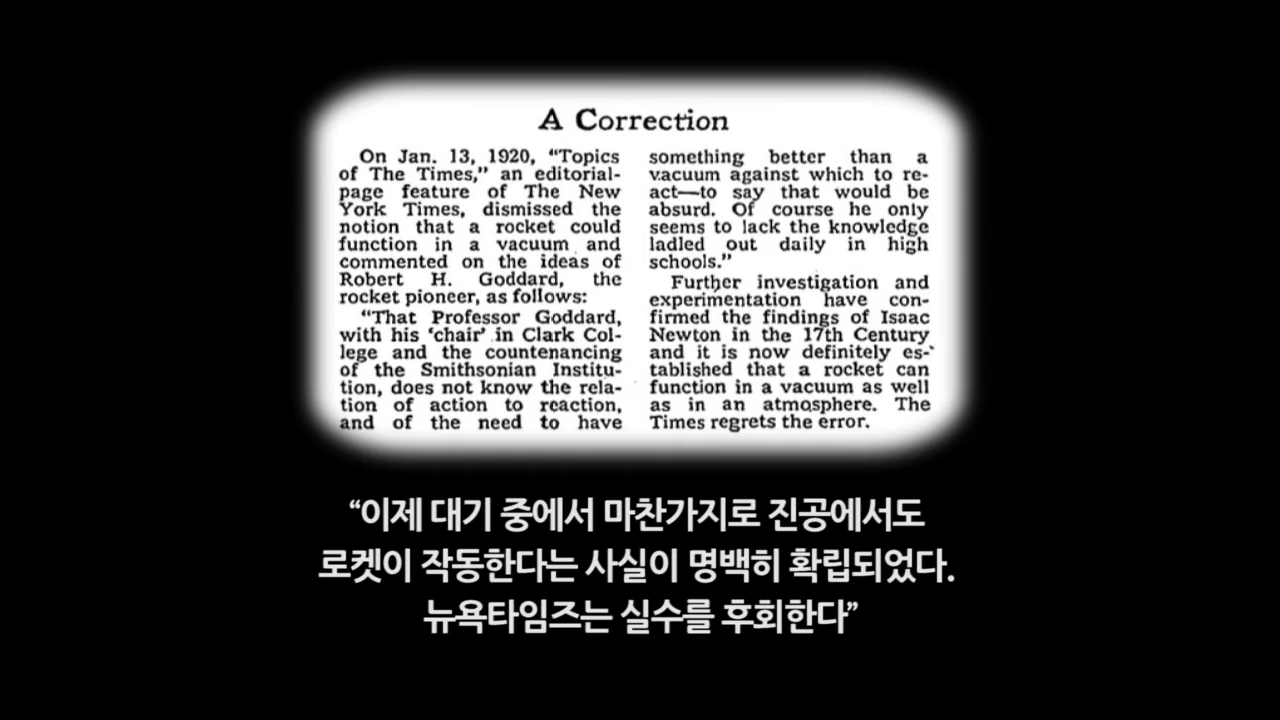 A Correction
On Jan. 13, 1920, “Topics
of The Times,” an editorial-
page feature of The New
York Times, dismissed the
notion that a rocket could
function in a vacuum and
commented on the ideas of
Robert H. Goddard, the
rocket pioneer, as follows:
“That Professor Goddard,
with his ‘chair’ in Clark Col-
lege and the countenancing
of the Smithsonian Institu-
tion, does not know the rela-
tion of action to reaction,
and of the need to have
something better than a
vacuum against which to re-
act—to say that would be
absurd. Of course he only
seems to lack the knowledge
ladled out daily in high
schools.”
Further investigation and
experimentation have con-
firmed the findings of Isaac
Newton in the 17th Century
and it is now definitely es-
tablished that a rocket can
function in a vacuum as well
as in an atmosphere. The
Times regrets the error.
“이제 대기 중에서 마찬가지로 진공에서도
로켓이 작동한다는 사실이 명백히 확립되었다.
뉴욕타임즈는 실수를 후회한다”